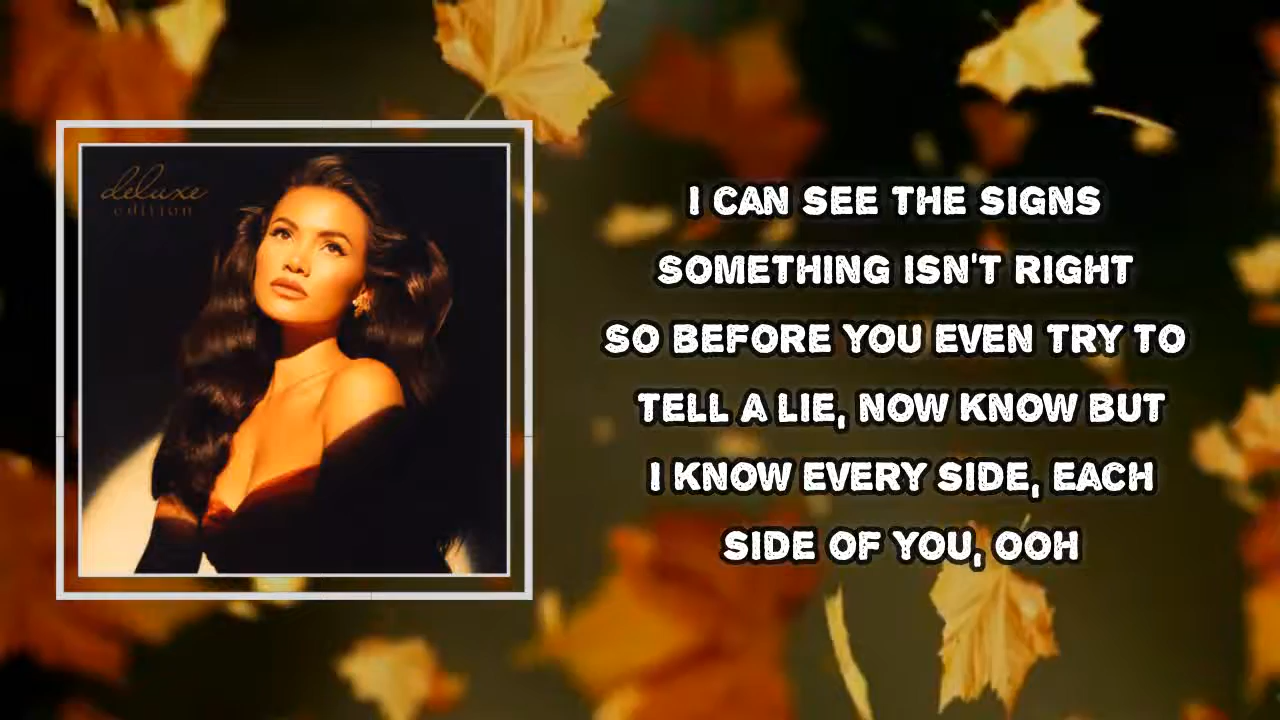 deluxe
edition
I CAN SEE THE SIGNS
SOMETHING ISN'T RIGHT
SO BEFORE YOU EVEN TRY TO
TELL A LIE, NOW KNOW BUT
I KNOW EVERY SIDE, EACH
SIDE OF YOU, OOH